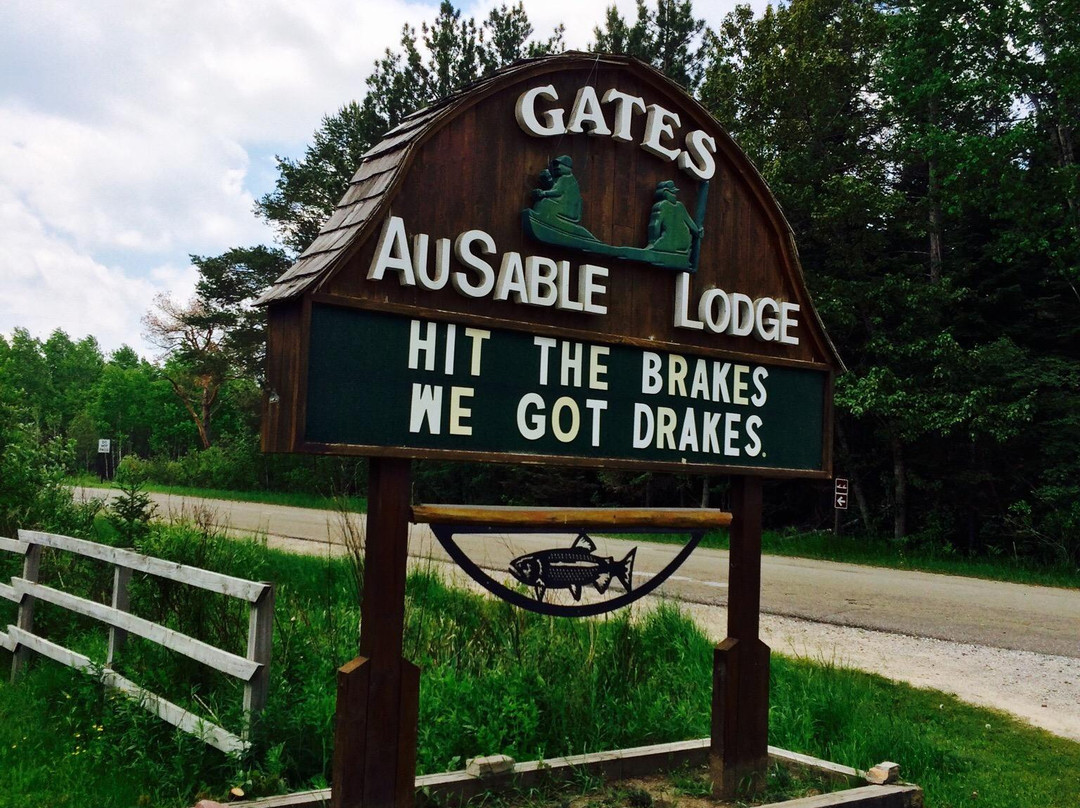 GATES
AUSABLE LODGE
HIT THE BRAKES
WE GOT DRAKES.